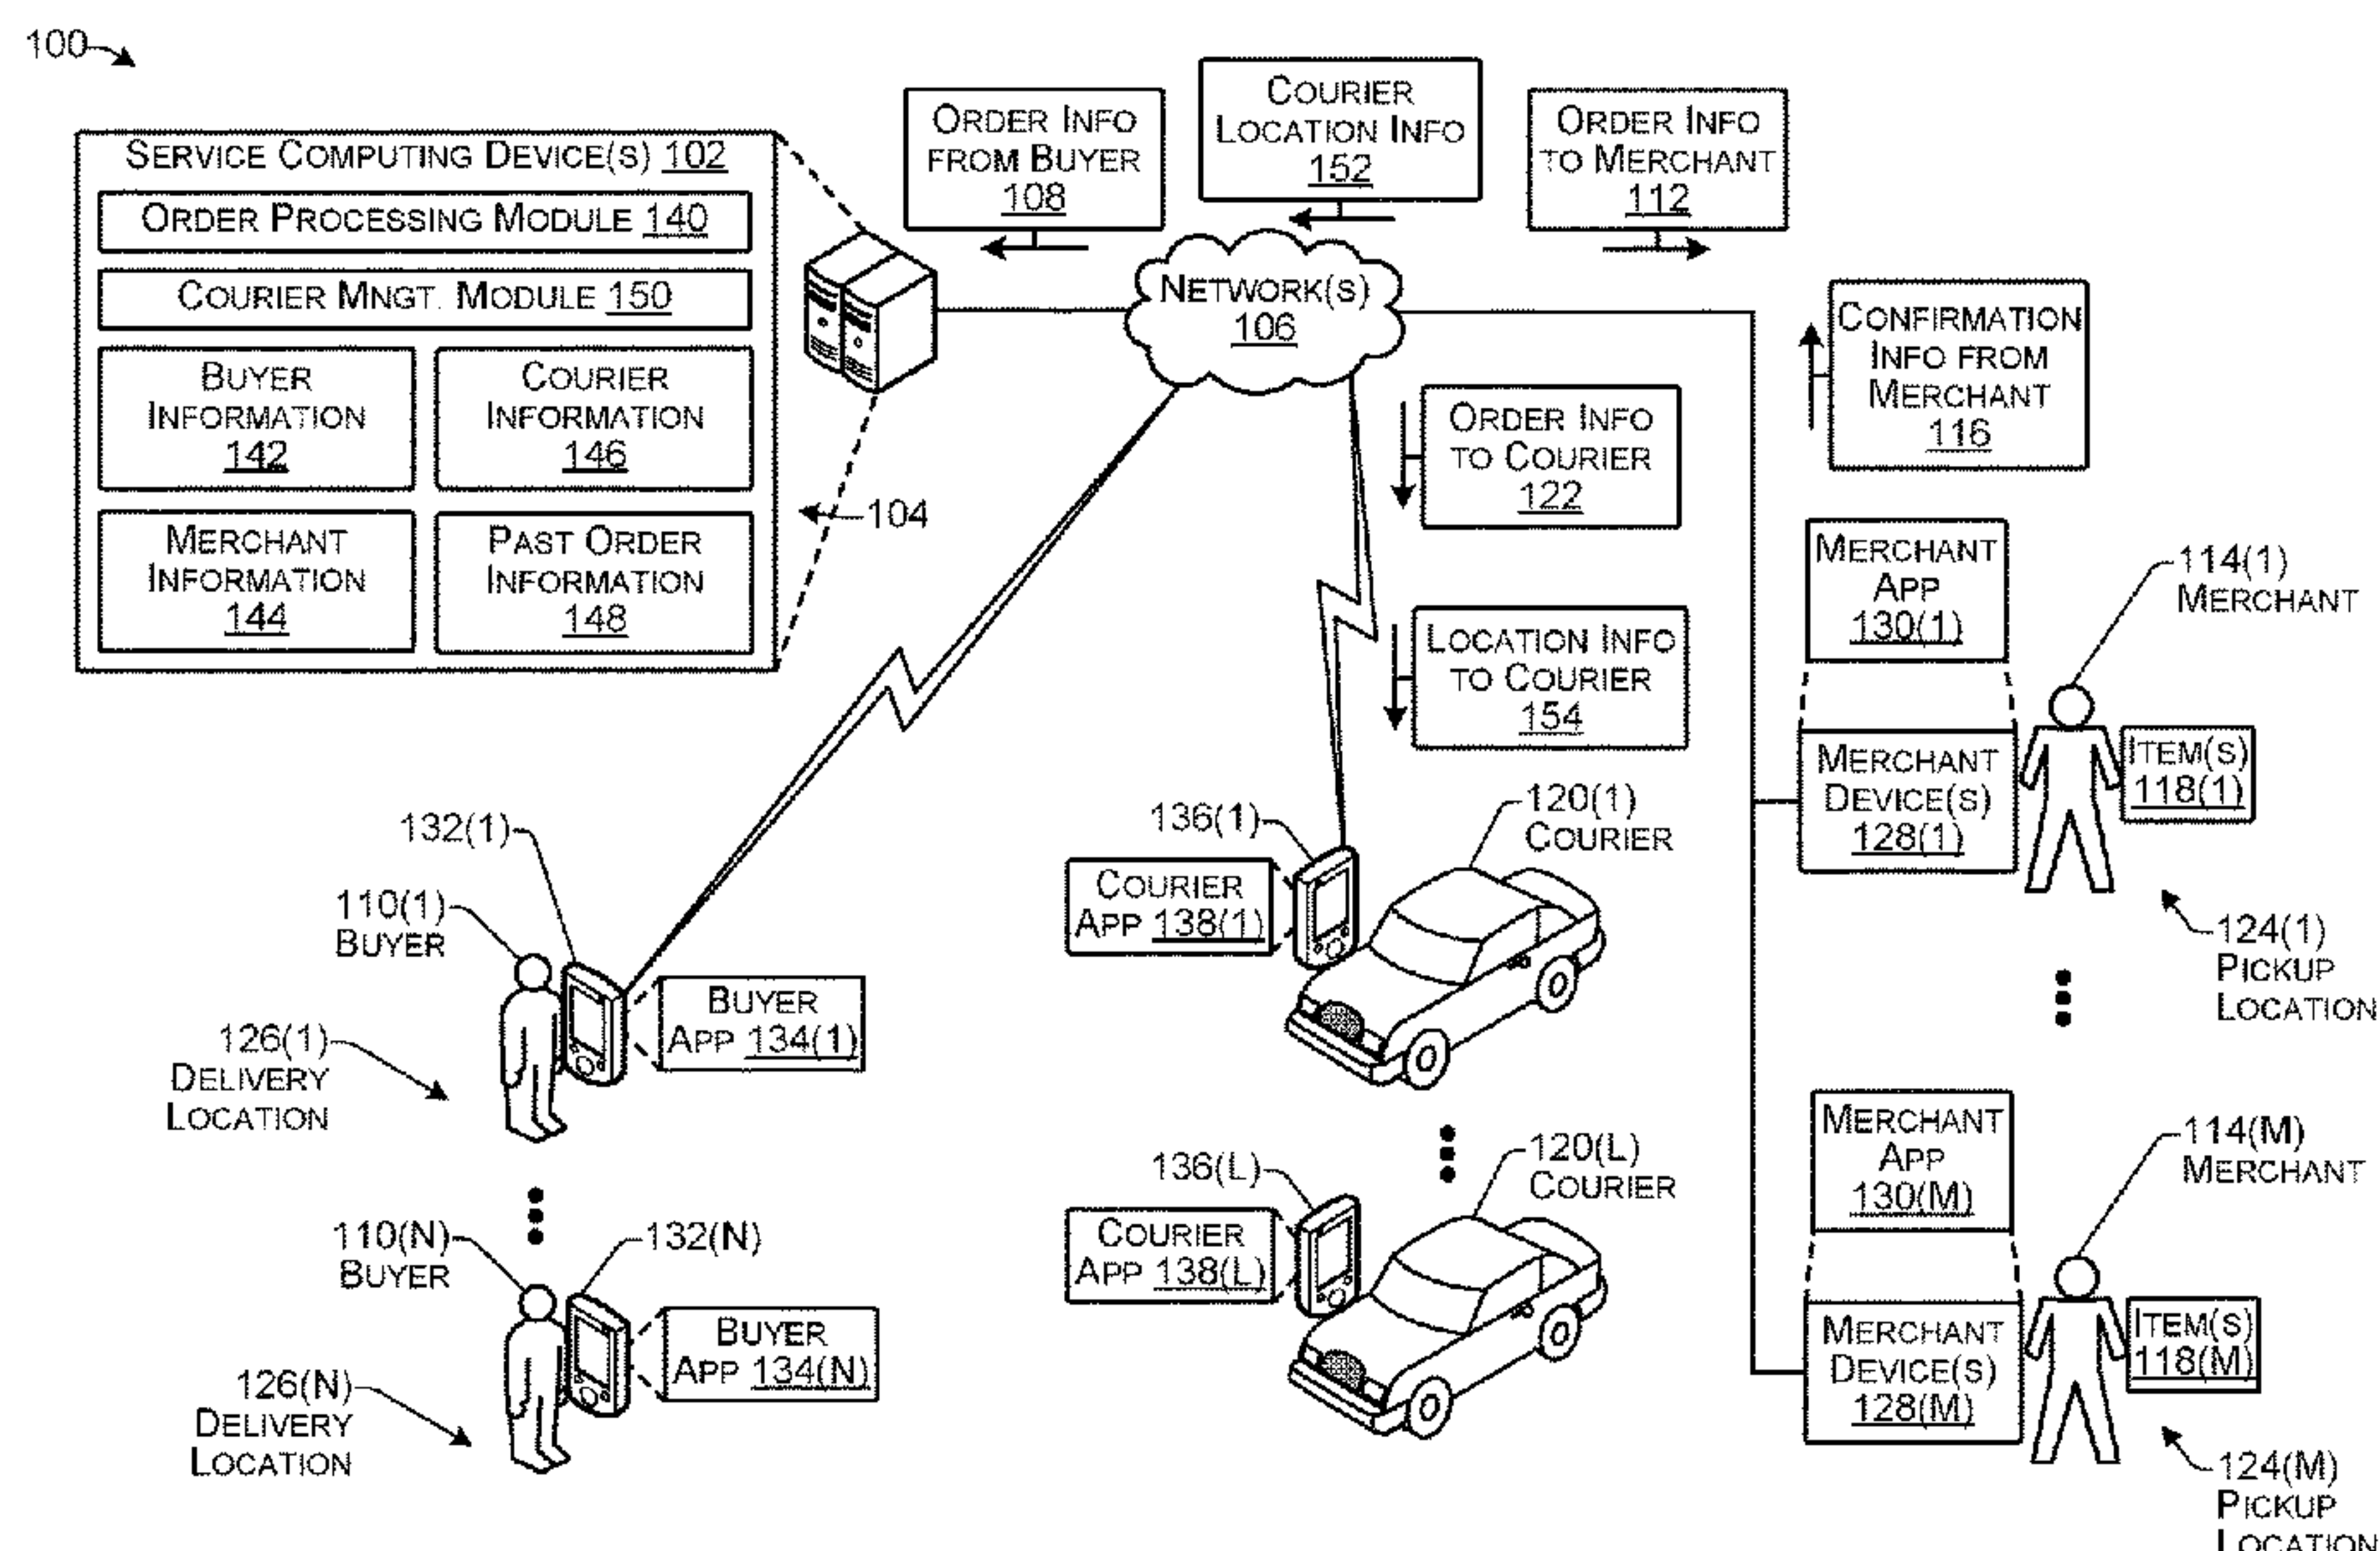 100
SERVICE COMPUTING DEVICE(S) 102
ORDER PROCESSING MODULE 140
COURIER MNGT. MODULE 150
BUYER
INFORMATION
142
COURIER
INFORMATION
146
MERCHANT
INFORMATION
144
PAST ORDER
INFORMATION
148
104
ORDER INFO
FROM BUYER
108
COURIER
LOCATION INFO
152
ORDER INFO
TO MERCHANT
112
NETWORK(S)
106
CONFIRMATION
INFO FROM
MERCHANT
116
ORDER INFO
TO COURIER
122
LOCATION INFO
TO COURIER
154
MERCHANT
APP
130(1)
114(1)
MERCHANT
MERCHANT
DEVICE(S)
128(1)
ITEM(S)
118(1)
124(1)
PICKUP
LOCATION
132(1)
110(1)
BUYER
BUYER
APP 134(1)
126(1)
DELIVERY
LOCATION
136(1)
120(1)
COURIER
COURIER
APP 138(1)
110(N)
BUYER
132(N)
BUYER
APP 134(N)
126(N)
DELIVERY
LOCATION
136(L)
120(L)
COURIER
COURIER
APP 138(L)
MERCHANT
APP
130(M)
114(M)
MERCHANT
MERCHANT
DEVICE(S)
128(M)
ITEM(S)
118(M)
124(M)
PICKUP
LOCATION